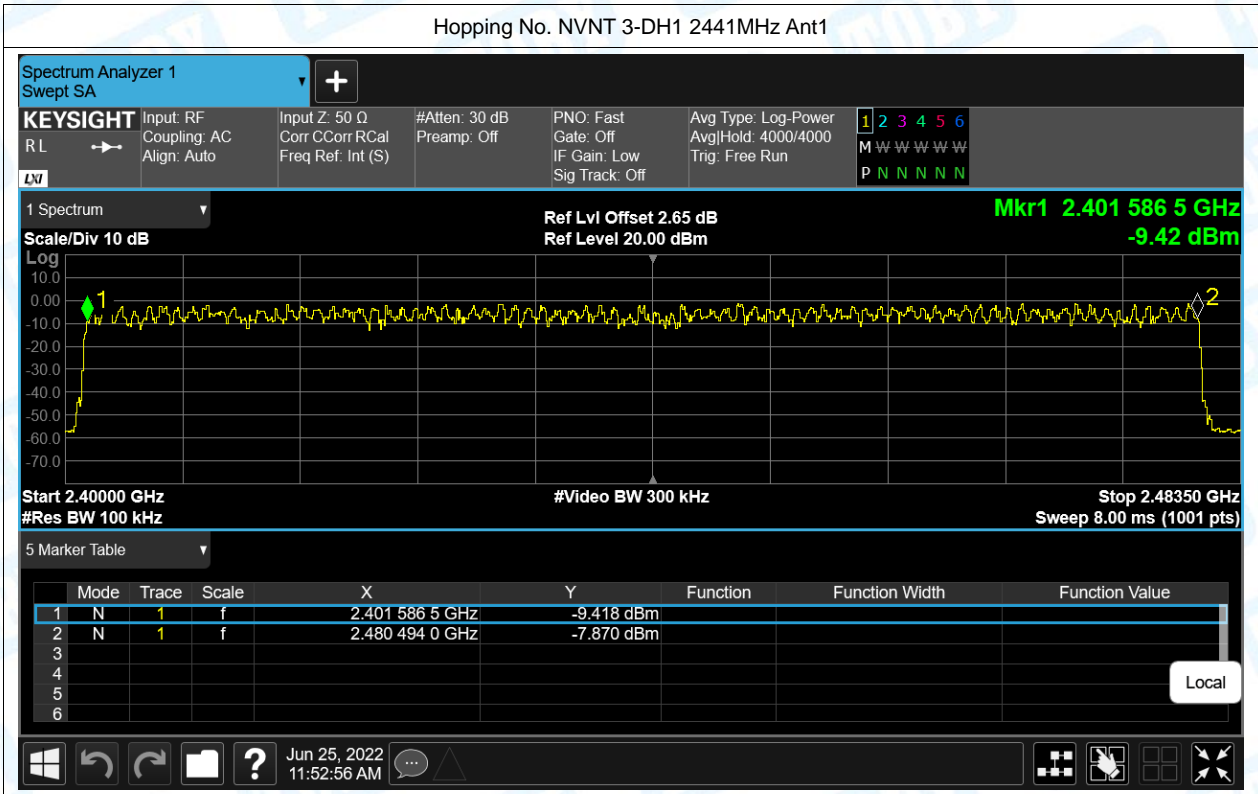 Hopping No. NVNT 3-DH1 2441MHz Ant1
Spectrum Analyzer 1
Swept SA
+
KEYSIGHT
RL
LXI
Input: RF
Coupling: AC
Align: Auto
Input Z: 50 Ω
Corr CCorr RCal
Freq Ref: Int (S)
#Atten: 30 dB
Preamp: Off
PNO: Fast
Gate: Off
IF Gain: Low
Sig Track: Off
Avg Type: Log-Power
Avg|Hold: 4000/4000
Trig: Free Run
1 2 3 4 5 6
M W W W W W
P N N N N N
1 Spectrum
Scale/Div 10 dB
Ref Lvl Offset 2.65 dB
Ref Level 20.00 dBm
Mkr1 2.401 586 5 GHz
-9.42 dBm
Log
10.0
0.00
-10.0
-20.0
-30.0
-40.0
-50.0
-60.0
-70.0
1
2
Start 2.40000 GHz
#Video BW 300 kHz
Stop 2.48350 GHz
#Res BW 100 kHz
Sweep 8.00 ms (1001 pts)
5 Marker Table
Mode Trace Scale X Y Function Function Width Function Value
1 N 1 f 2.401 586 5 GHz -9.418 dBm
2 N 1 f 2.480 494 0 GHz -7.870 dBm
3
4
5
6
Local
?
Jun 25, 2022
11:52:56 AM